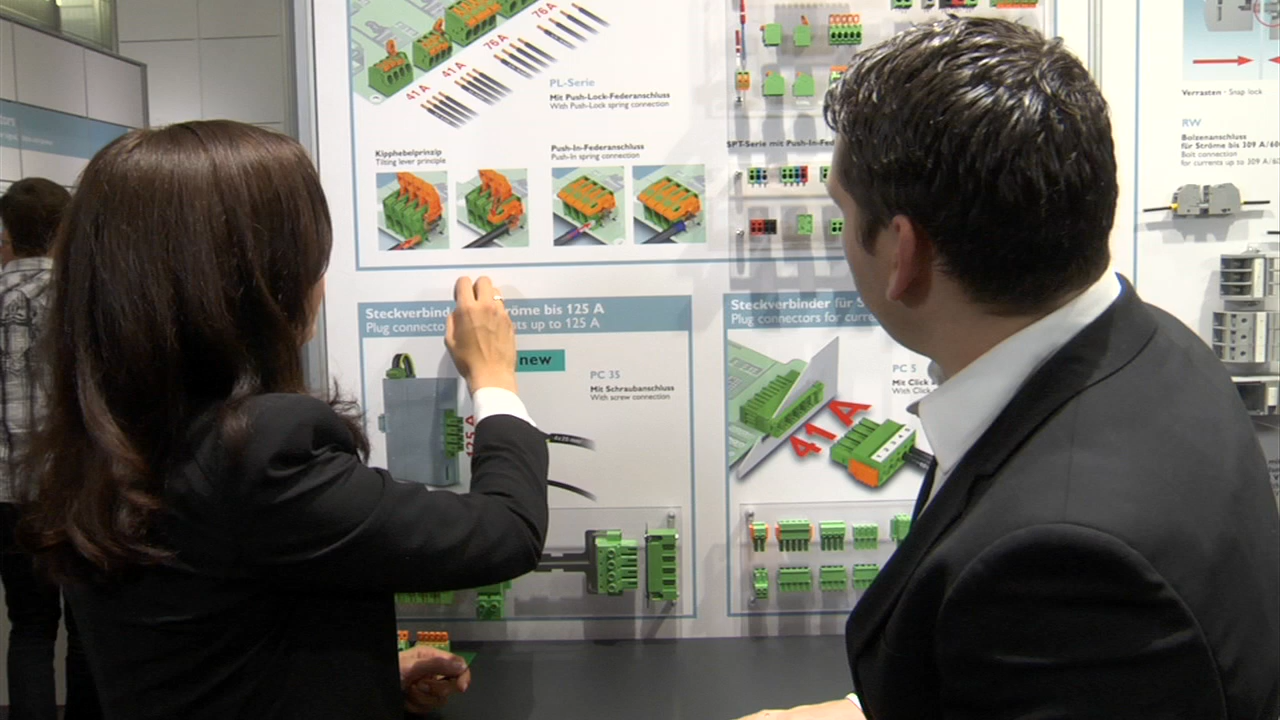 76 A
76 A
41 A
41 A
PL-Serie
Mit Push-Lock-Federanschluss
With Push-Lock spring connection
Kipphebelprinzip
Tilting lever principle
Push-In-Federanschluss
Push-In spring connection
SPT-Serie mit Push-In-Fed
Verrasten - Snap lock
RW
Bolzenanschluss
für Ströme bis 309 A/
Bolt connection
for currents up to 309 A/
Steckverbind röme bis 125 A
Plug connecto ts up to 125 A
new
PC 35
Mit Schraubanschluss
With screw connection
125 A
Steckverbinder für S
Plug connectors for curre
PC 5
Mit Click
With Click
41 A